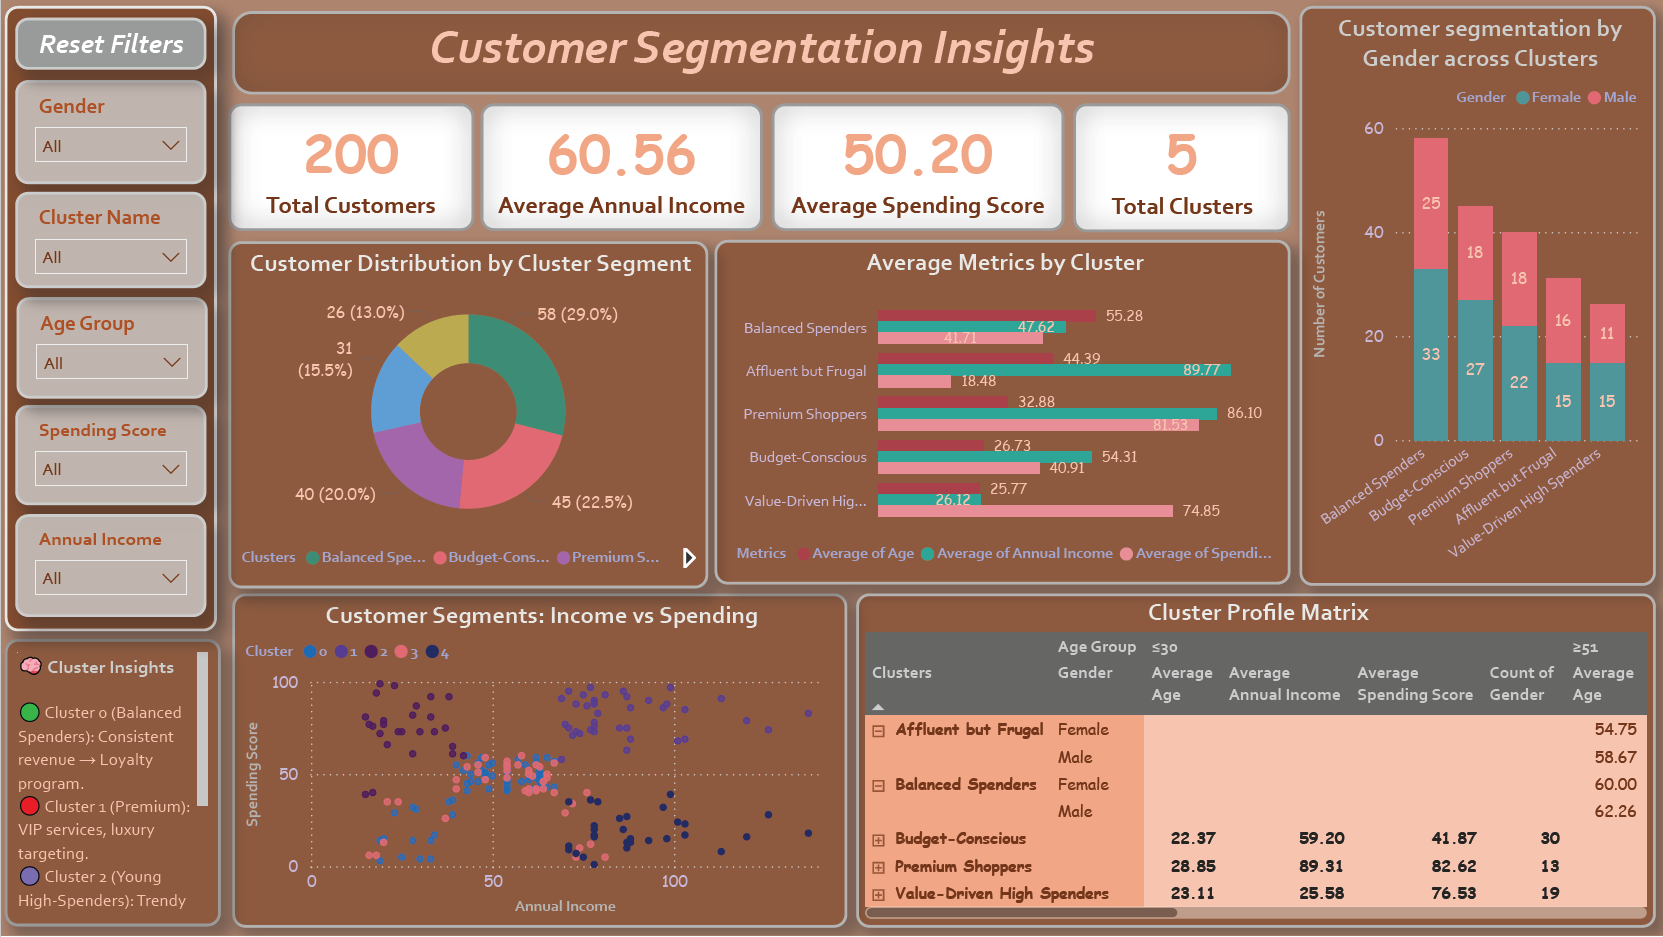 Reset Filters
Gender
All
Cluster Name
All
Age Group
All
Spending Score
All
Annual Income
All
Cluster Insights
Cluster 0 (Balanced
Spenders): Consistent
revenue → Loyalty
program.
Cluster 1 (Premium):
VIP services, luxury
targeting.
Cluster 2 (Young
High-Spenders): Trendy
Customer Segmentation Insights
200
Total Customers
60.56
Average Annual Income
50.20
Average Spending Score
5
Total Clusters
Customer Distribution by Cluster Segment
26 (13.0%)
58 (29.0%)
31
(15.5%)
40 (20.0%)
45 (22.5%)
Clusters Balanced Spe... Budget-Cons... Premium S...
Average Metrics by Cluster
Balanced Spenders 55.28 47.62 41.71
Affluent but Frugal 44.39 89.77 18.48
Premium Shoppers 32.88 86.10 81.53
Budget-Conscious 26.73 54.31 40.91
Value-Driven Hig... 25.77 26.12 74.85
Metrics Average of Age Average of Annual Income Average of Spendi...
Customer segmentation by
Gender across Clusters
Gender Female Male
Number of Customers
60
40
20
0
25 33
18 27
18 22
16 15
11 15
Balanced Spenders
Budget-Conscious
Premium Shoppers
Affluent but Frugal
Value-Driven High Spenders
Customer Segments: Income vs Spending
Cluster 0 1 2 3 4
Spending Score
100
50
0
0 50 100
Annual Income
Cluster Profile Matrix
Age Group ≤30 ≥51
Clusters Gender Average Average Average Count of Average
Age Annual Income Spending Score Gender Age
Affluent but Frugal Female 54.75
Male 58.67
Balanced Spenders Female 60.00
Male 62.26
Budget-Conscious 22.37 59.20 41.87 30
Premium Shoppers 28.85 89.31 82.62 13
Value-Driven High Spenders 23.11 25.58 76.53 19